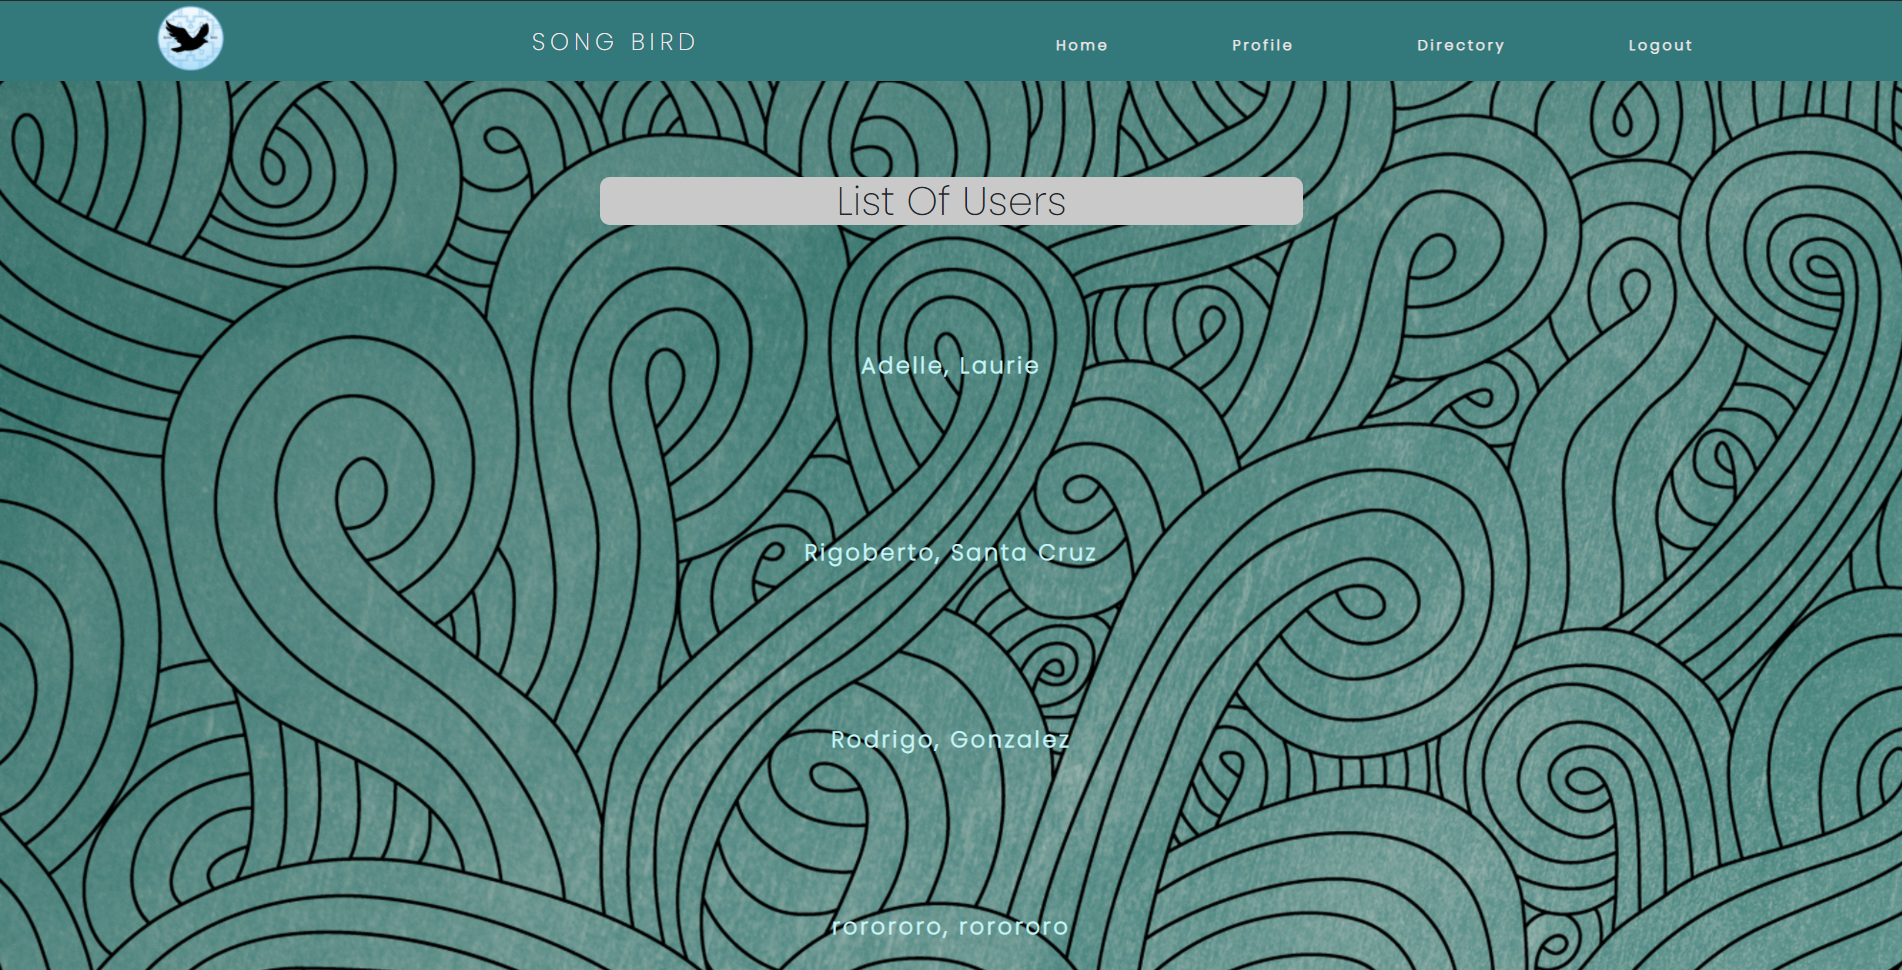 SONG BIRD
Home Profile Directory Logout
List Of Users
Adelle, Laurie
Rigoberto, Santa Cruz
Rodrigo, Gonzalez
rorororo, rorororo